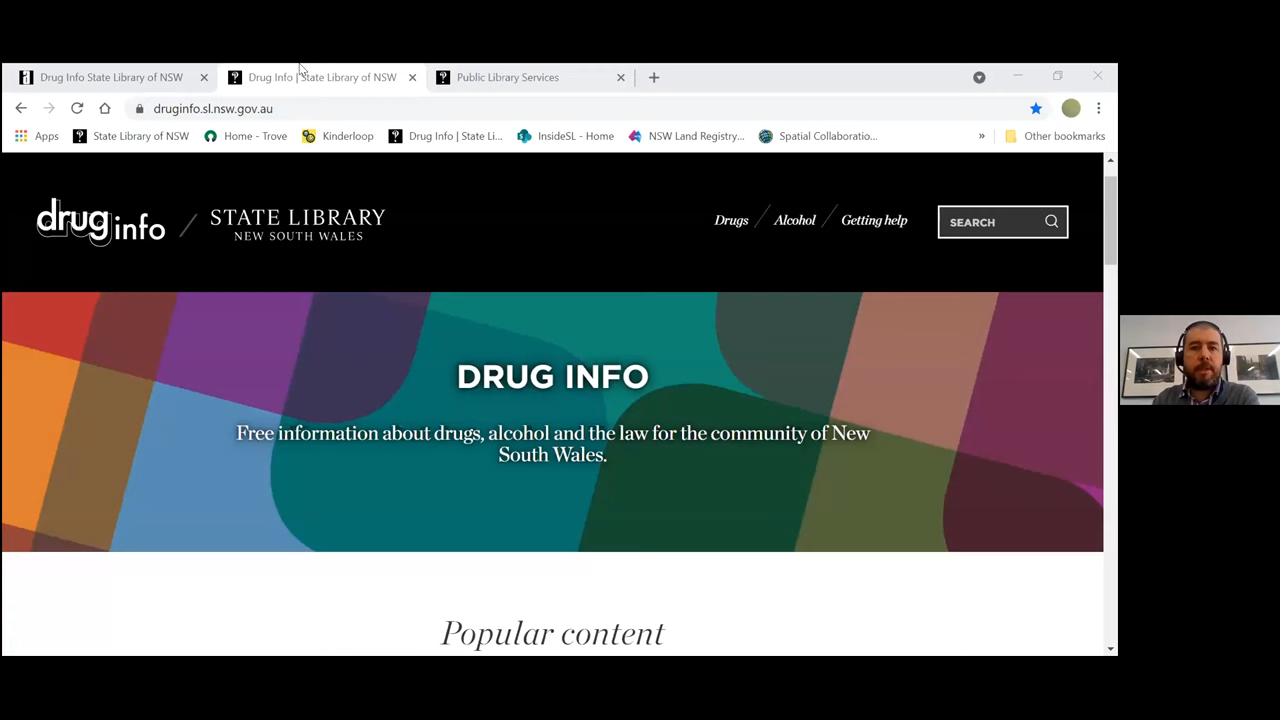 Drug Info State Library of NSW
Drug Info | State Library of NSW
Public Library Services
druginfo.sl.nsw.gov.au
Apps
State Library of NSW
Home - Trove
Kinderloop
Drug Info | State Li...
InsideSL - Home
NSW Land Registry...
Spatial Collaboratio...
»
Other bookmarks
drug info / STATE LIBRARY
NEW SOUTH WALES
Drugs / Alcohol / Getting help
SEARCH
DRUG INFO
Free information about drugs, alcohol and the law for the community of New
South Wales.
Popular content